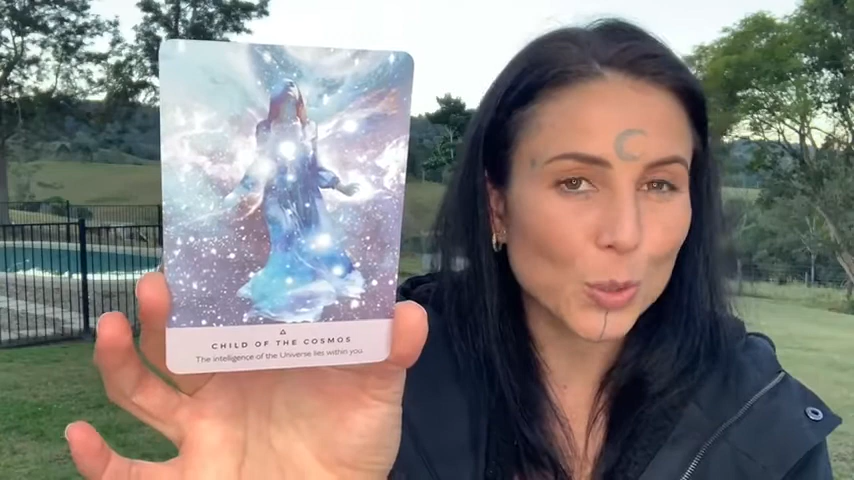 CHILD OF THE COSMOS
The intelligence of the Universe lies within you.